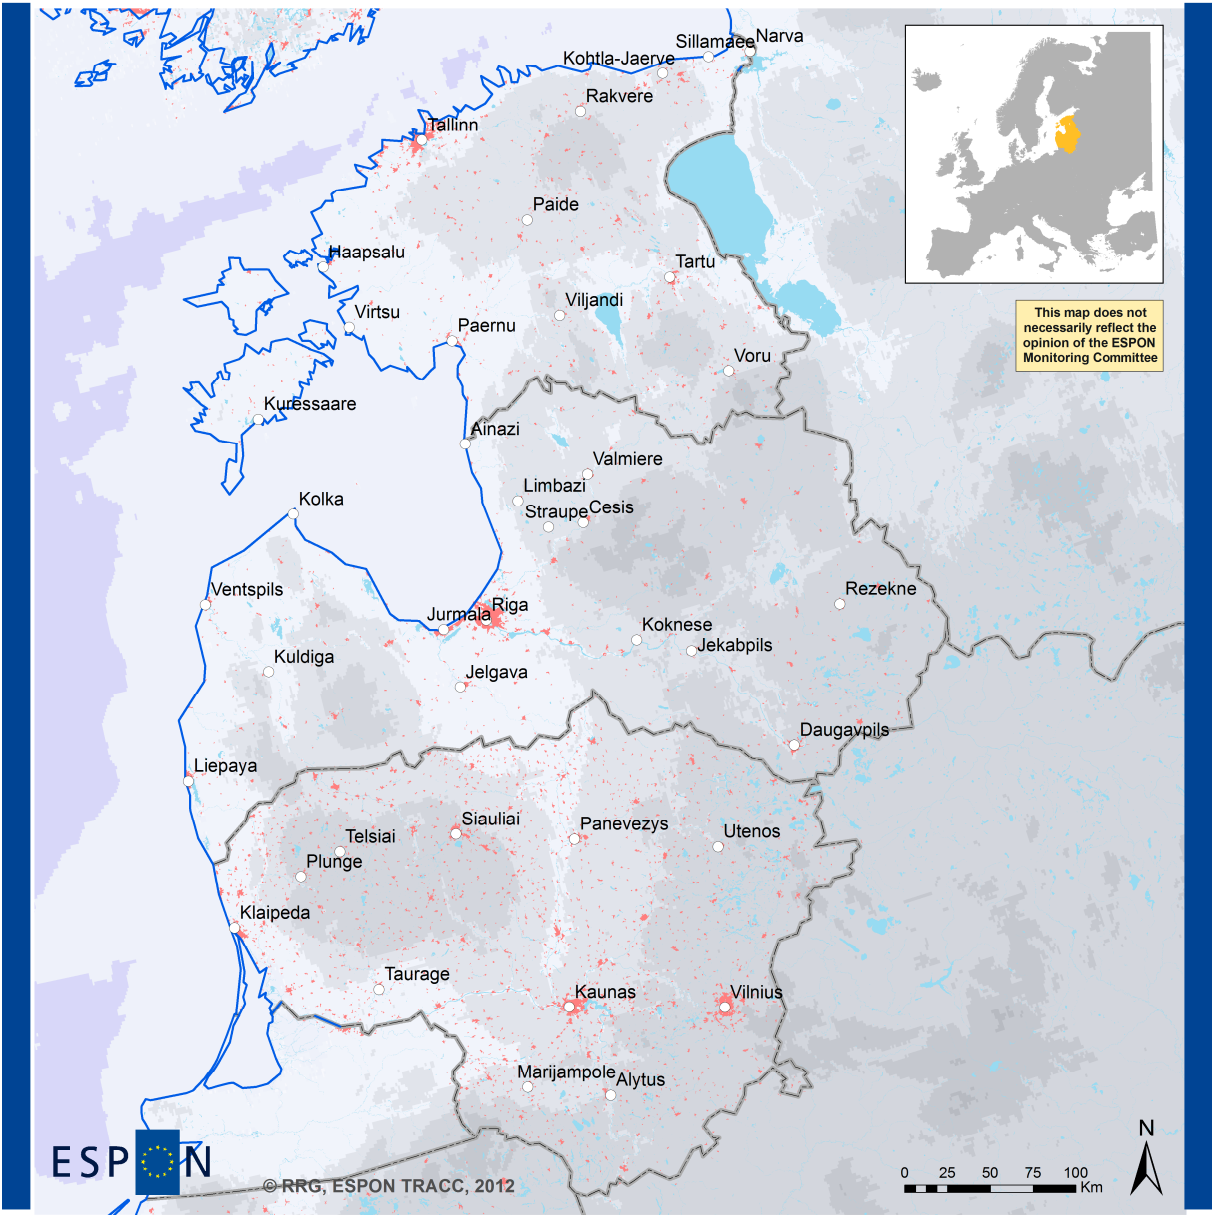 Sillamaee
Narva
Kohtla-Jaerve
Rakvere
Tallinn
Paide
Haapsalu
Tartu
Virtsu
Viljandi
Paernu
Voru
Kuressaare
Ainazi
Valmiere
Limbazi
Kolka
Straupe
Cesis
Ventspils
Rezekne
Jurmala
Riga
Koknese
Jekabpils
Kuldiga
Jelgava
Daugavpils
Liepaya
Siauliai
Panevezys
Utenos
Telsiai
Plunge
Klaipeda
Taurage
Kaunas
Vilnius
Marijampole
Alytus
This map does not
necessarily reflect the
opinion of the ESPON
Monitoring Committee
N
0 25 50 75 100
Km
ESPON
© RRG, ESPON TRACC, 2012